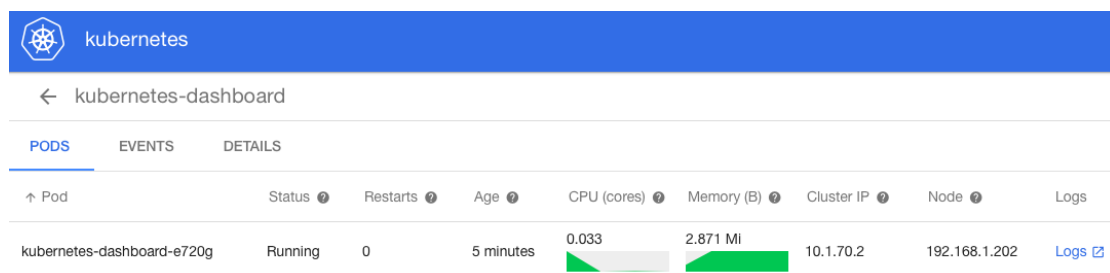 kubernetes
kubernetes-dashboard
PODS EVENTS DETAILS
Pod Status Restarts Age CPU (cores) Memory (B) Cluster IP Node Logs
kubernetes-dashboard-e720g Running 0 5 minutes 0.033 2.871 Mi 10.1.70.2 192.168.1.202 Logs